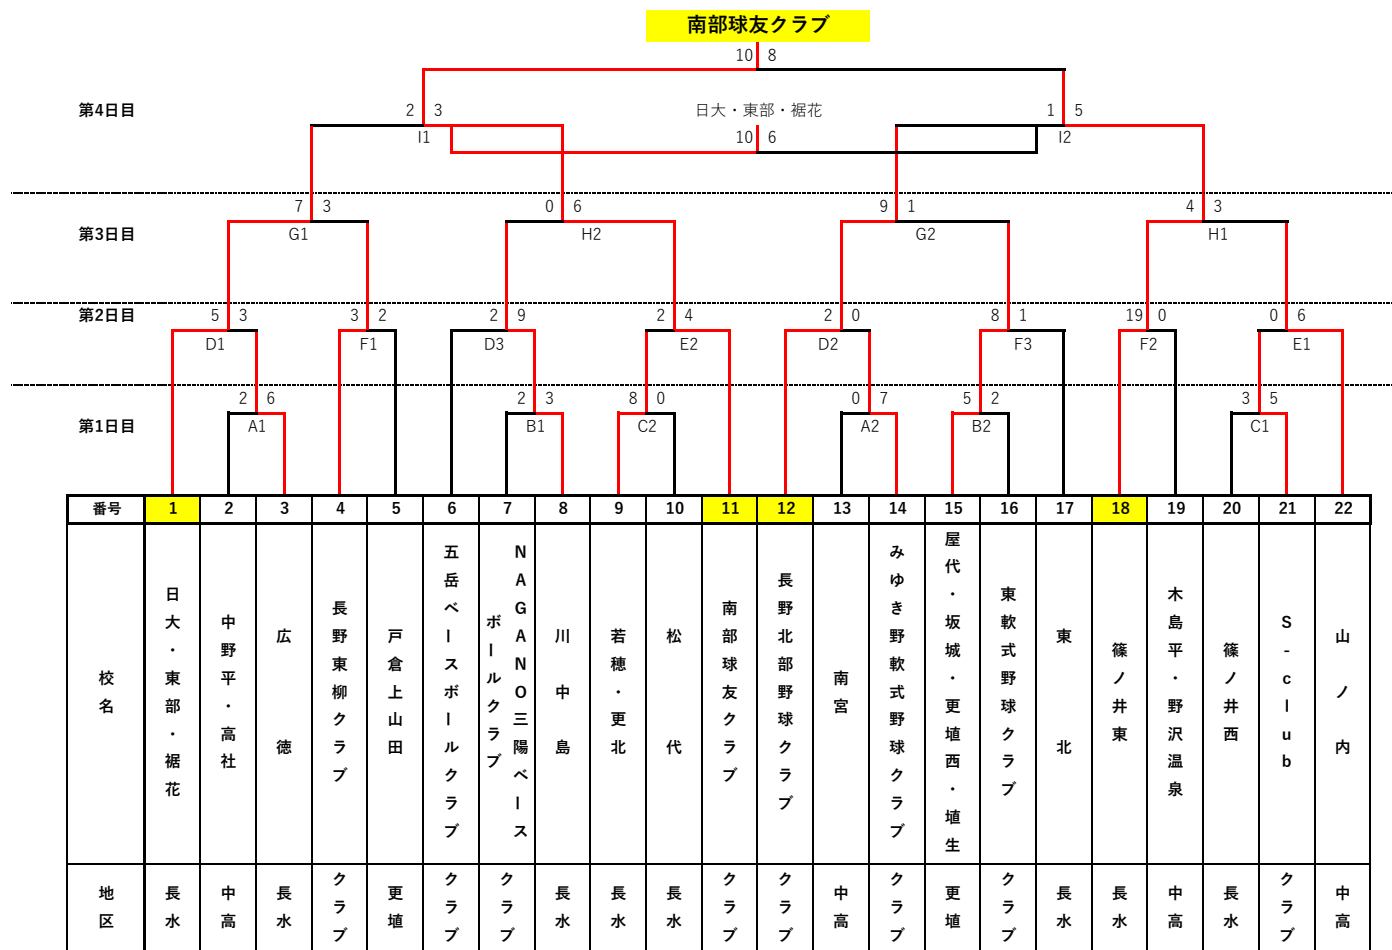 南部球友クラブ
10 8
第4日目
2 3
日大・東部・裾花
1 5
I1
10 6
I2
7 3
0 6
9 1
4 3
第3日目
G1
H2
G2
H1
第2日目
5 3
3 2
2 9
2 4
2 0
8 1
19 0
0 6
D1
F1
D3
E2
D2
F3
F2
E1
2 6
2 3
8 0
0 7
5 2
3 5
第1日目
A1
B1
C2
A2
B2
C1
番号 1 2 3 4 5 6 7 8 9 10 11 12 13 14 15 16 17 18 19 20 21 22
校名
日大・東部・裾花
中野平・高社
広徳
長野東柳クラブ
戸倉上山田
五岳ベースボールクラブ
NAGANO三陽ベース
ボールクラブ
川中島
若穂・更北
松代
南部球友クラブ
長野北部野球クラブ
南宮
みゆき野軟式野球クラブ
屋代・坂城・更埴西・埴生
東軟式野球クラブ
東北
篠ノ井東
木島平・野沢温泉
篠ノ井西
S-club
山ノ内
地区
長水
中高
長水
クラブ
更埴
クラブ
クラブ
長水
長水
長水
クラブ
クラブ
中高
クラブ
更埴
クラブ
長水
長水
中高
長水
クラブ
中高